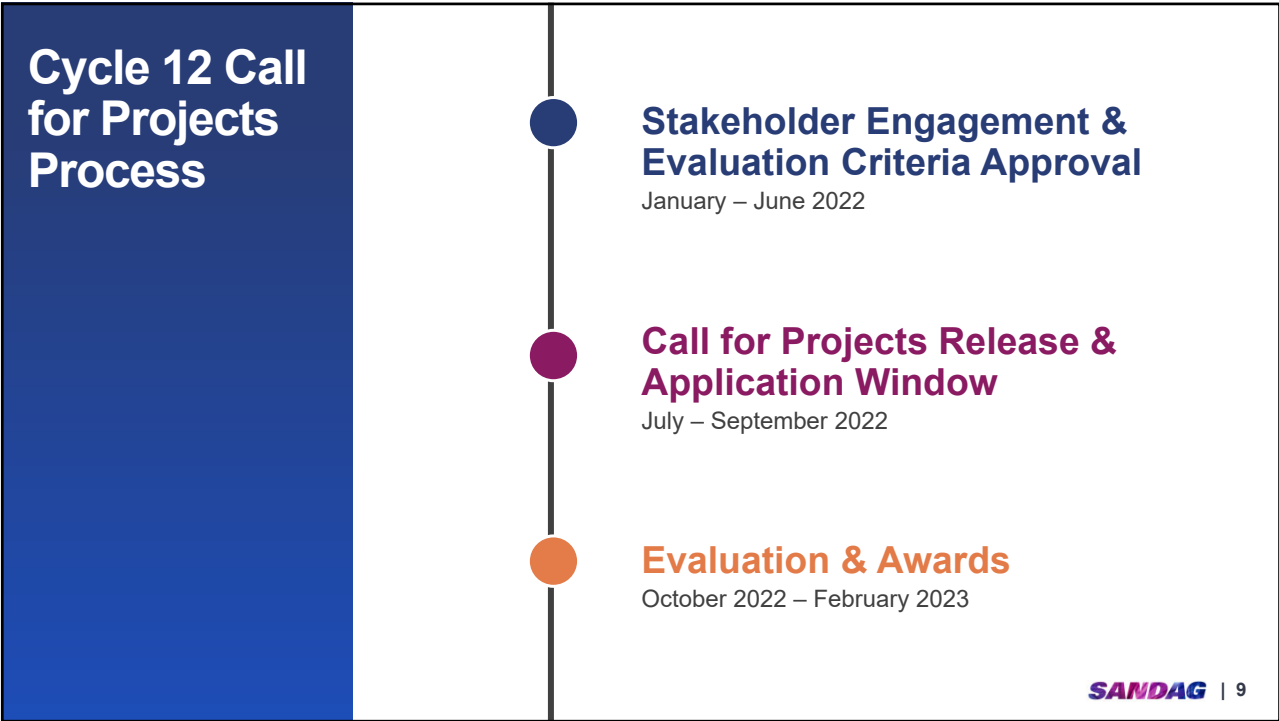 Cycle 12 Call
for Projects
Process
Stakeholder Engagement &
Evaluation Criteria Approval
January – June 2022
Call for Projects Release &
Application Window
July – September 2022
Evaluation & Awards
October 2022 – February 2023
SANDAG | 9